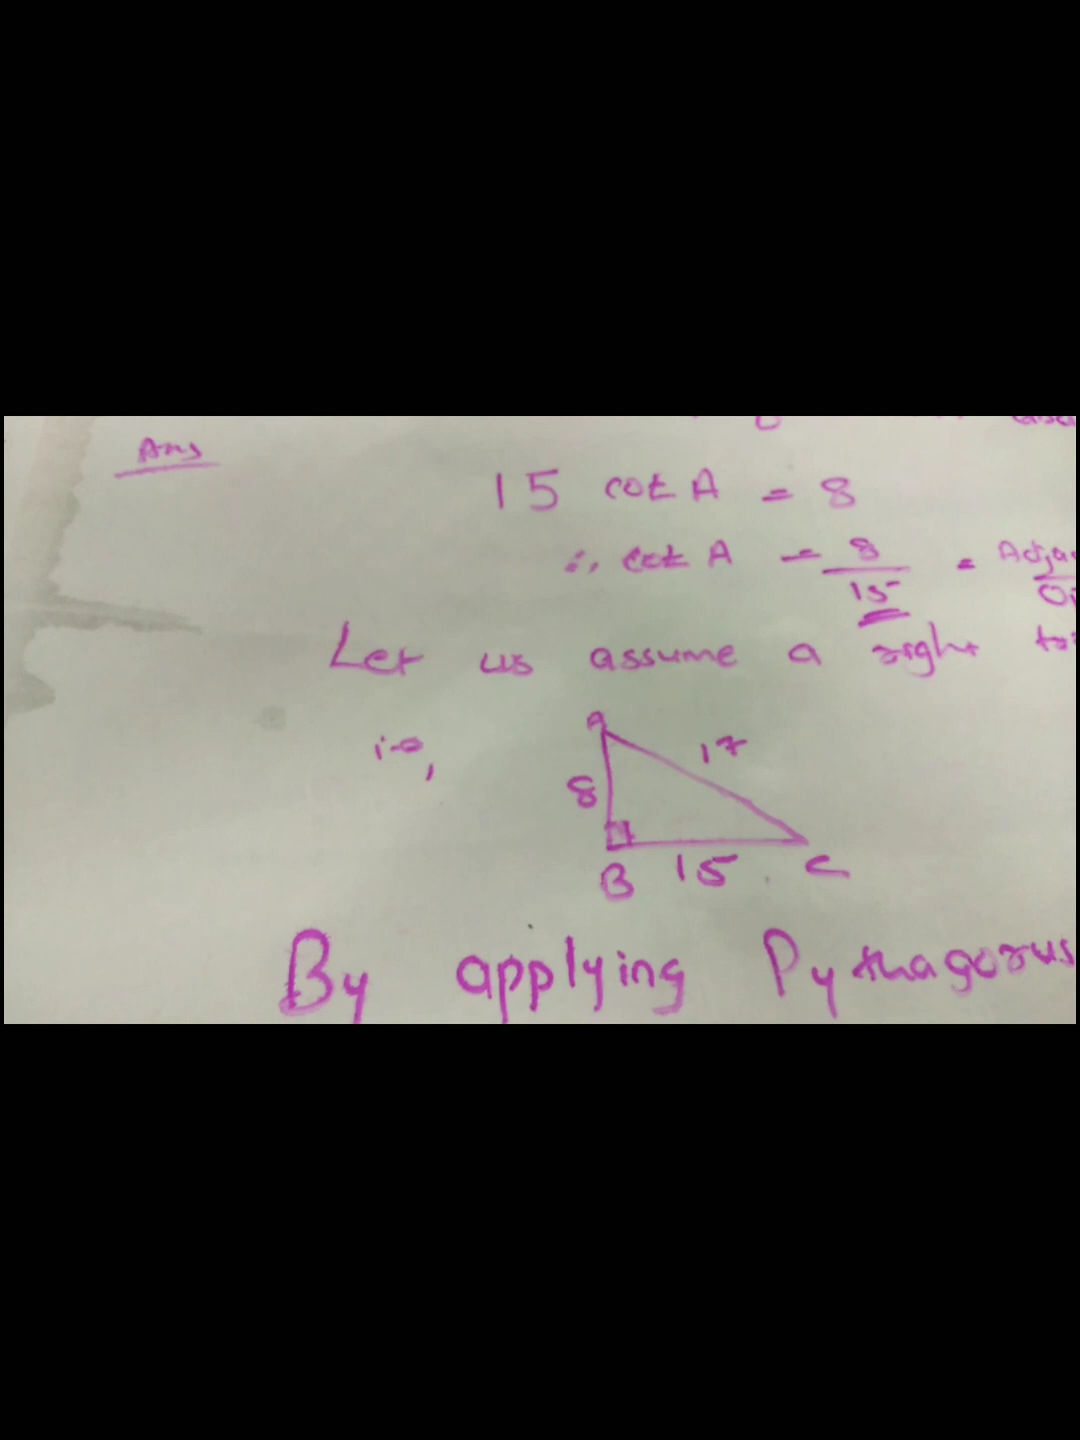 Ans
15 cot A = 8
∴ cot A = 8/15 = Adja
Let us assume a right
i.e,
A
17
8
B 15 C
By applying Pythagorus